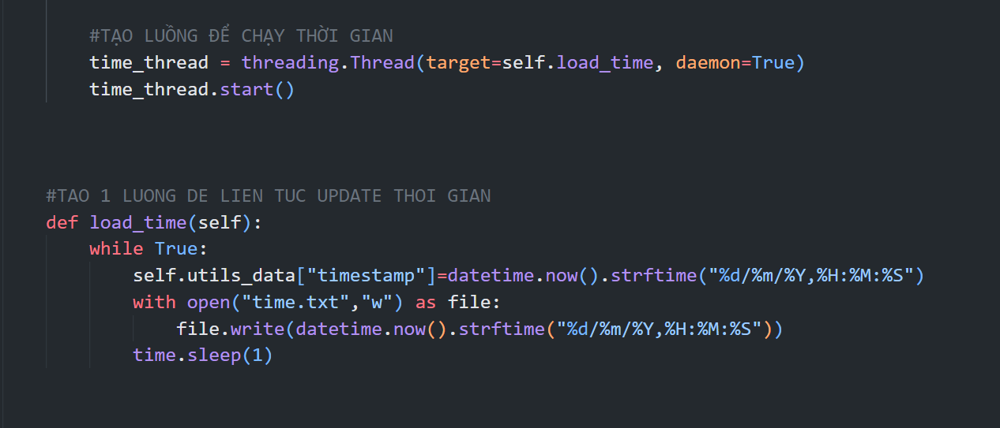 #TẠO LUỒNG ĐỂ CHẠY THỜI GIAN
time_thread = threading.Thread(target=self.load_time, daemon=True)
time_thread.start()
#TAO 1 LUONG DE LIEN TUC UPDATE THOI GIAN
def load_time(self):
while True:
self.utils_data["timestamp"]=datetime.now().strftime("%d/%m/%Y,%H:%M:%S")
with open("time.txt","w") as file:
file.write(datetime.now().strftime("%d/%m/%Y,%H:%M:%S"))
time.sleep(1)